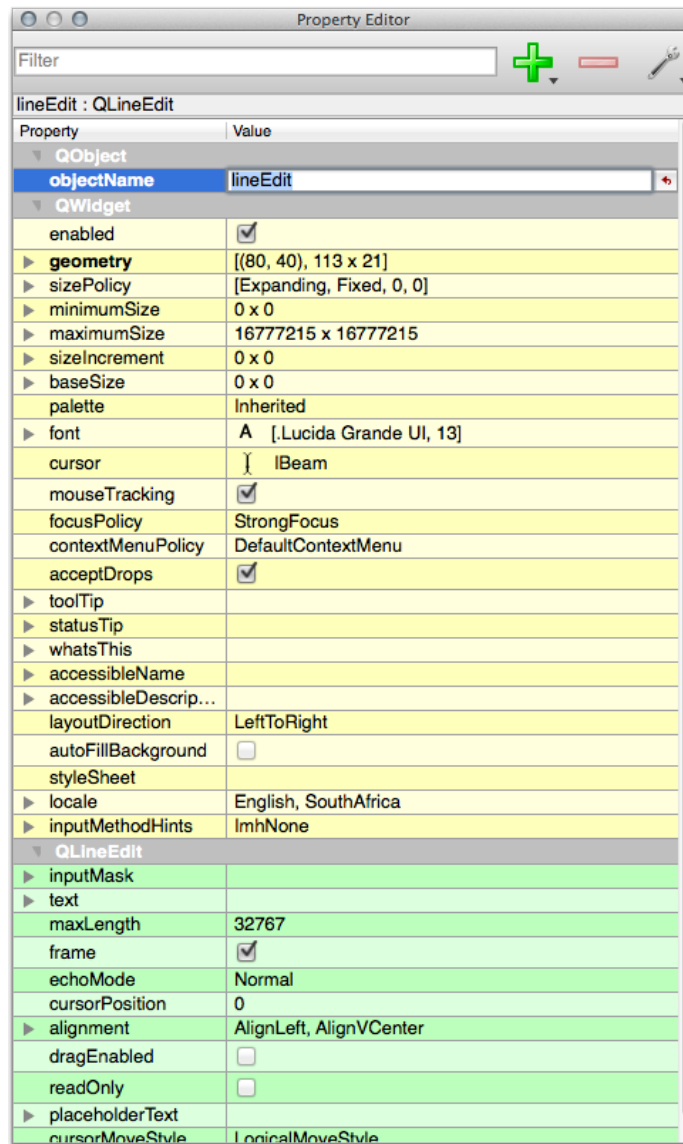 Property Editor
Filter
lineEdit : QLineEdit
Property Value
QObject
objectName lineEdit
QWidget
enabled
geometry [(80, 40), 113 x 21]
sizePolicy [Expanding, Fixed, 0, 0]
minimumSize 0 x 0
maximumSize 16777215 x 16777215
sizeIncrement 0 x 0
baseSize 0 x 0
palette Inherited
font A [.Lucida Grande UI, 13]
cursor IBeam
mouseTracking
focusPolicy StrongFocus
contextMenuPolicy DefaultContextMenu
acceptDrops
toolTip
statusTip
whatsThis
accessibleName
accessibleDescrip...
layoutDirection LeftToRight
autoFillBackground
styleSheet
locale English, SouthAfrica
inputMethodHints ImhNone
QLineEdit
inputMask
text
maxLength 32767
frame
echoMode Normal
cursorPosition 0
alignment AlignLeft, AlignVCenter
dragEnabled
readOnly
placeholderText
cursorMoveStyle LogicalMoveStyle